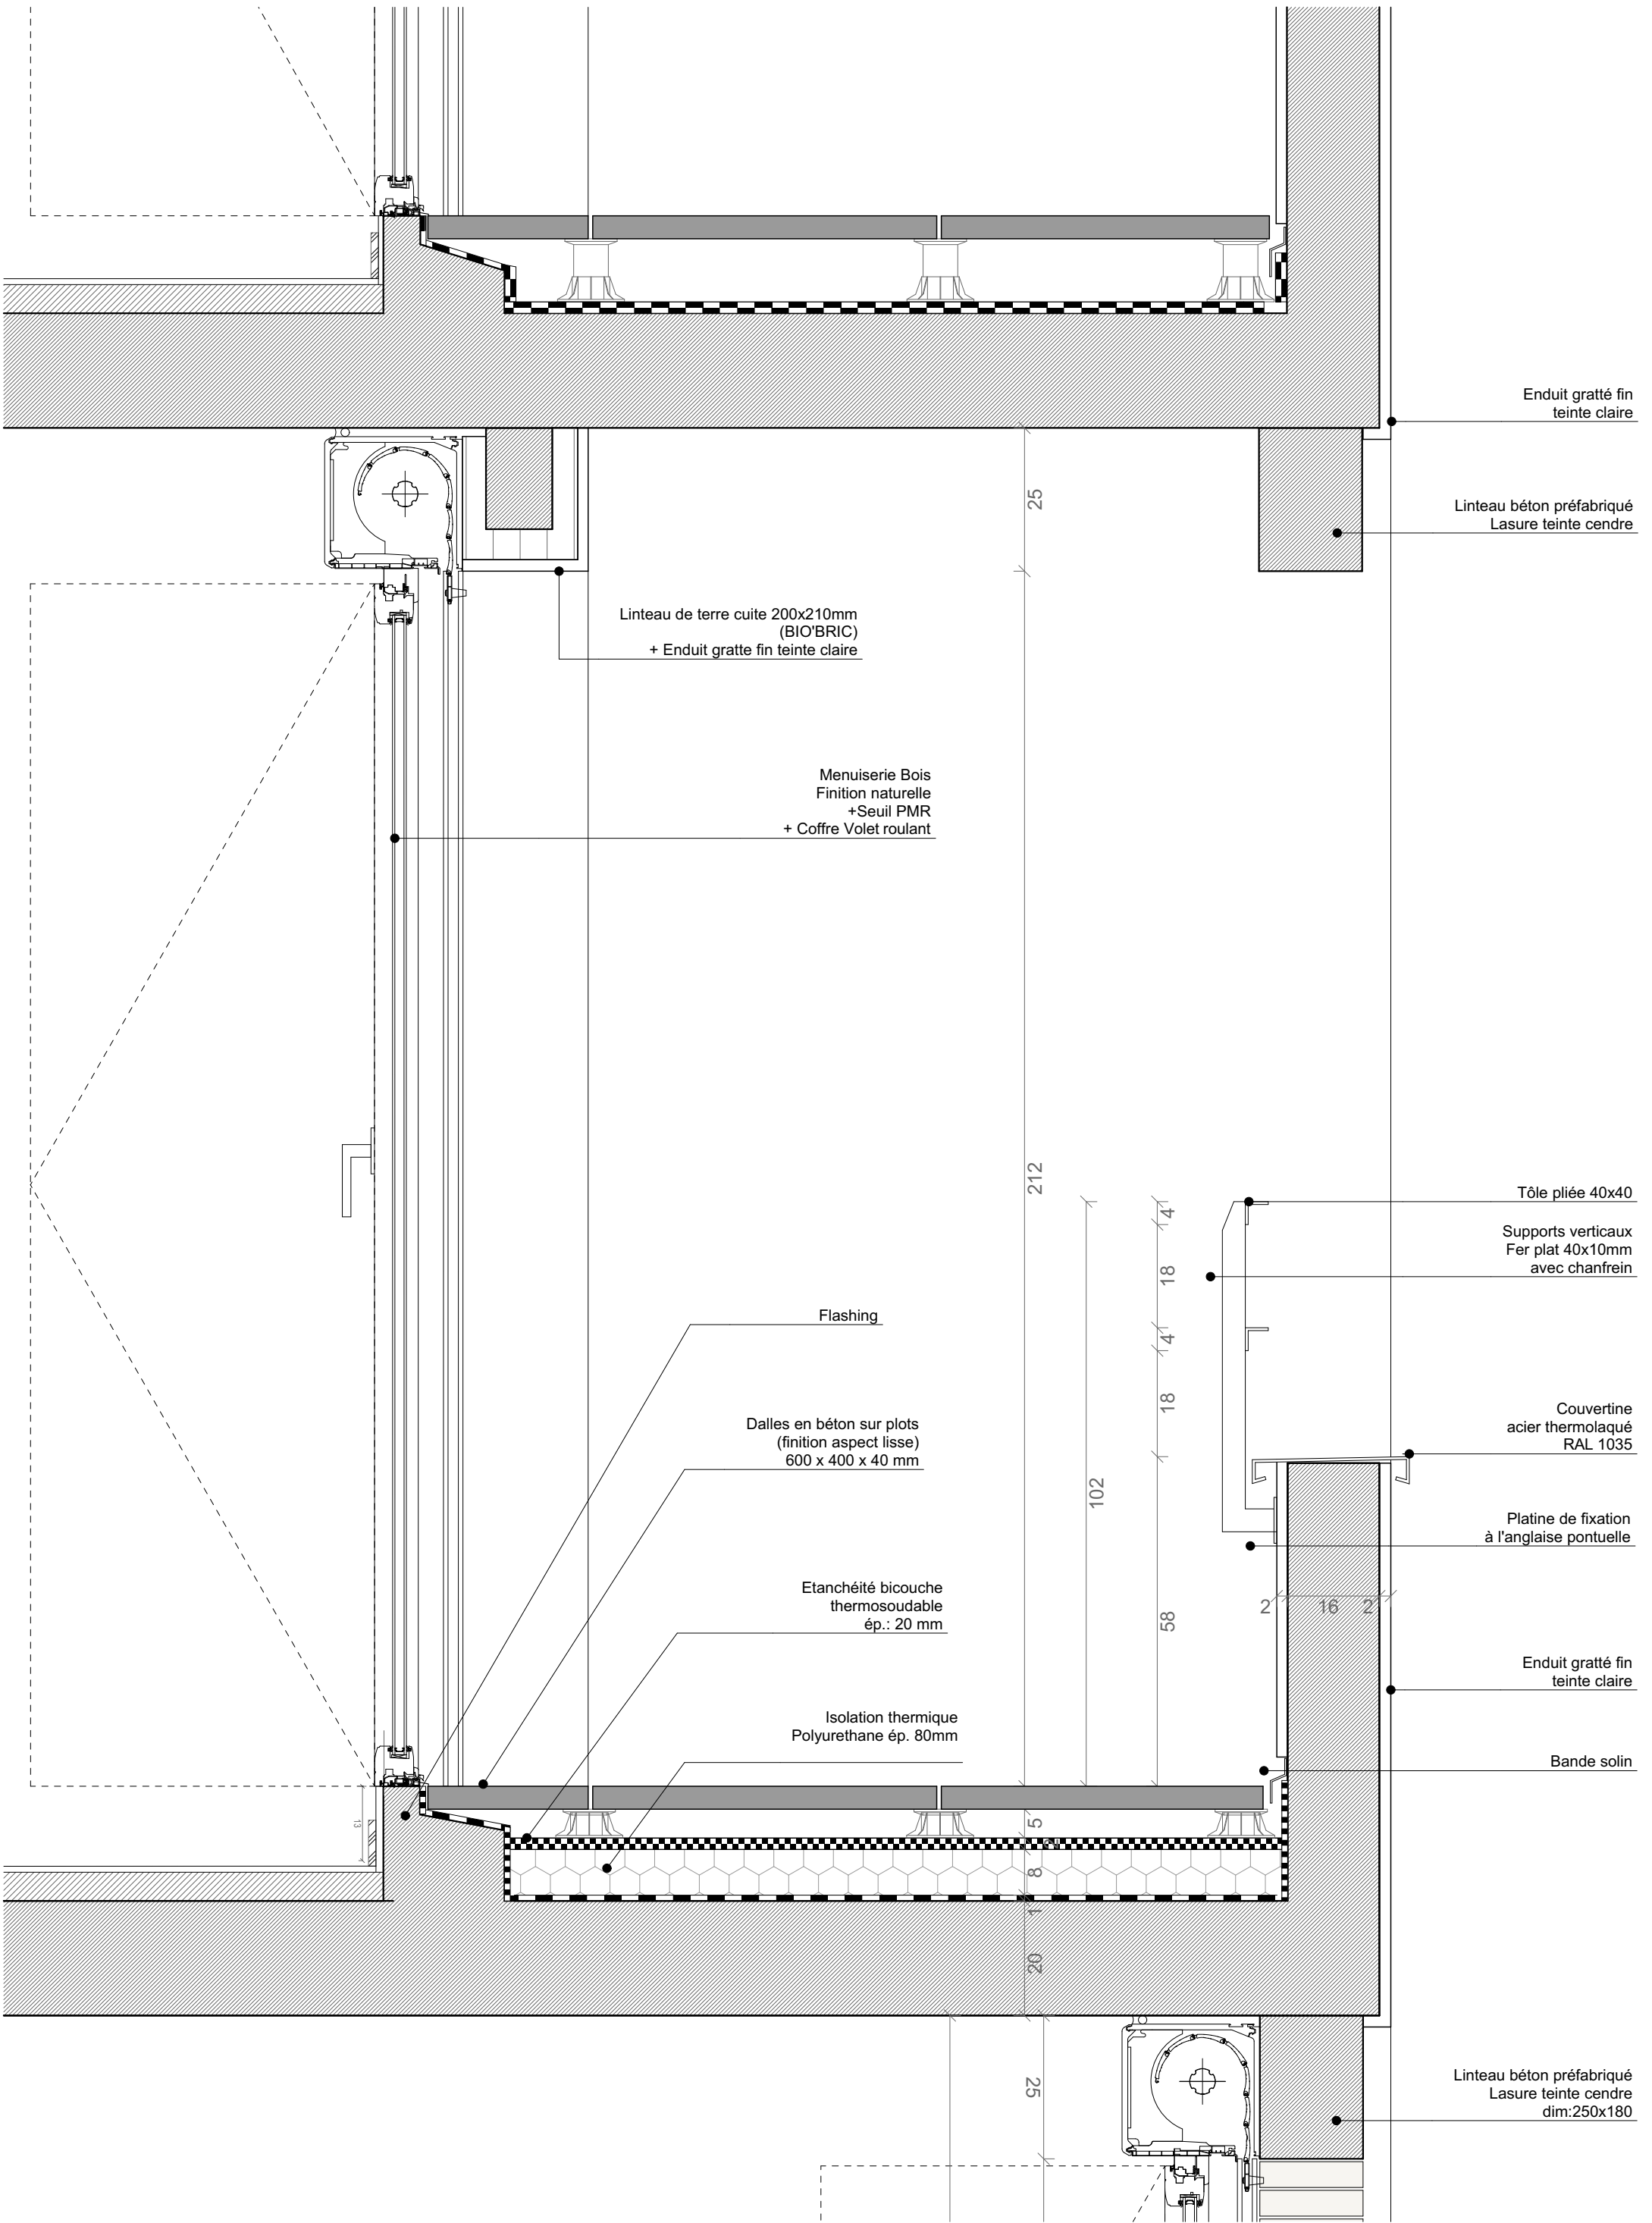 Enduit gratté fin
teinte claire
25
Linteau béton préfabriqué
Lasure teinte cendre
Linteau de terre cuite 200x210mm
(BIO'BRIC)
+ Enduit gratte fin teinte claire
Menuiserie Bois
Finition naturelle
+Seuil PMR
+ Coffre Volet roulant
212
Tôle pliée 40x40
4
Supports verticaux
Fer plat 40x10mm
avec chanfrein
18
Flashing
4
18
Couvertine
acier thermolaqué
RAL 1035
Dalles en béton sur plots
(finition aspect lisse)
600 x 400 x 40 mm
102
Platine de fixation
à l'anglaise pontuelle
Etanchéité bicouche
thermosoudable
ép.: 20 mm
2
16
2
58
Enduit gratté fin
teinte claire
Isolation thermique
Polyurethane ép. 80mm
Bande solin
13
5
2
8
1
20
25
Linteau béton préfabriqué
Lasure teinte cendre
dim:250x180